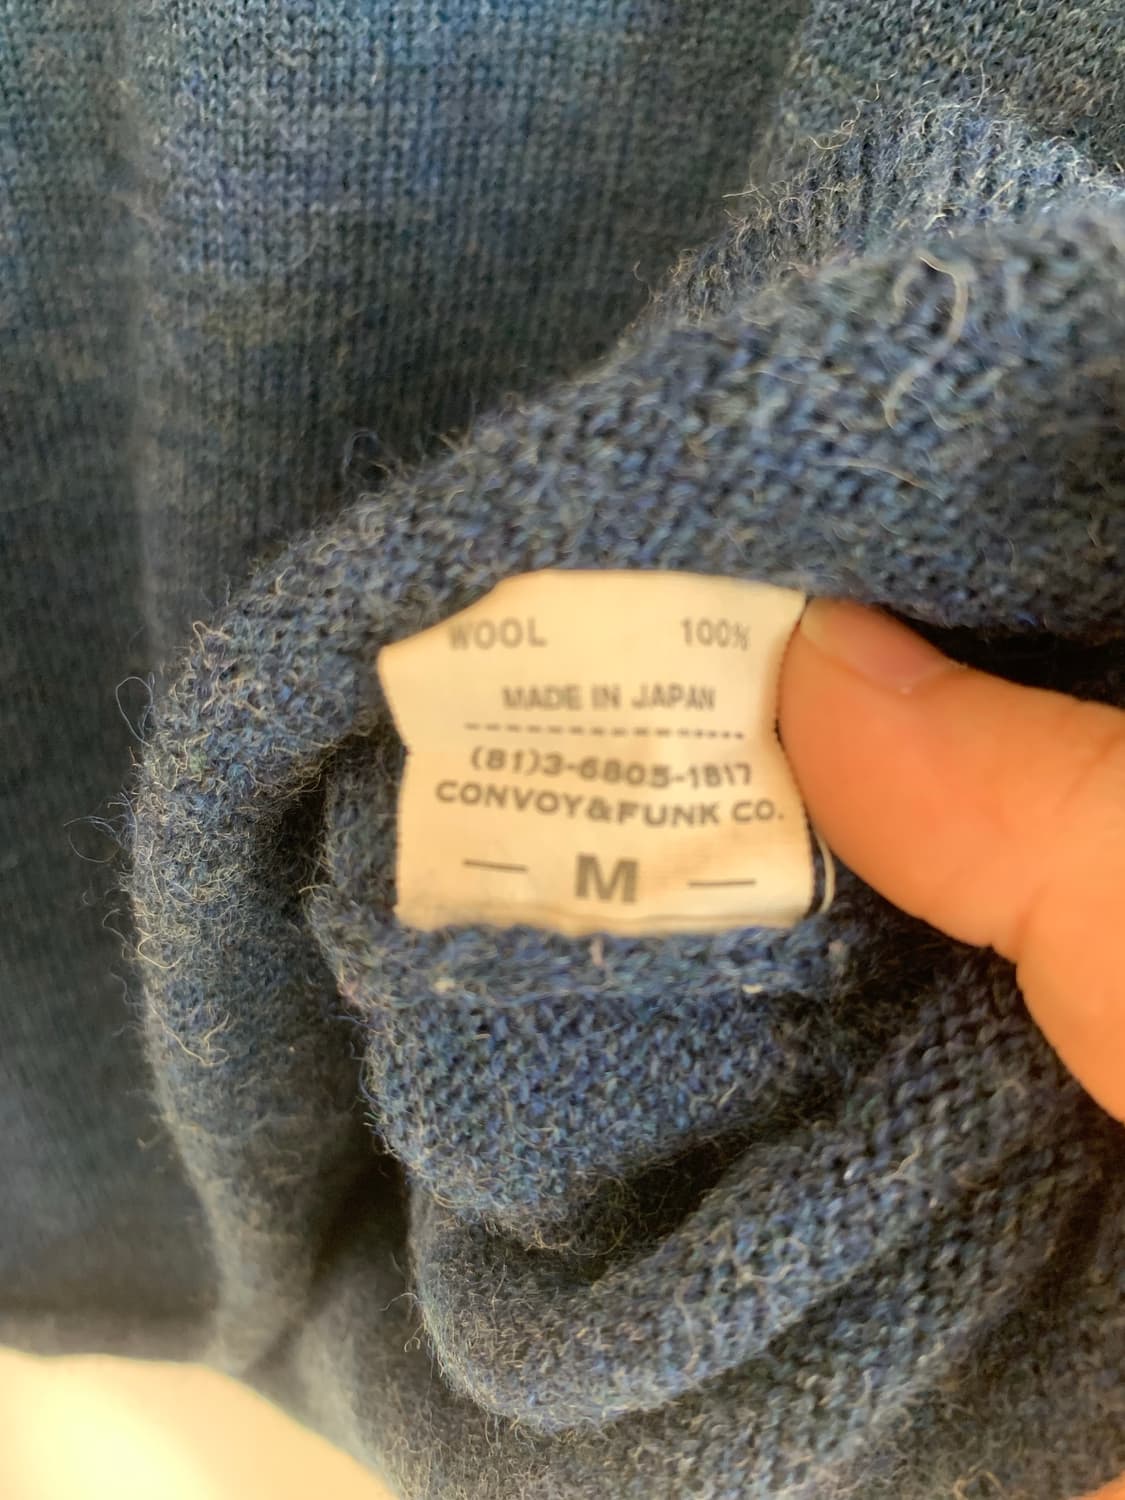 WOOL 100%
MADE IN JAPAN
(81)3-6805-1817
CONVOY&FUNK CO.
— M —